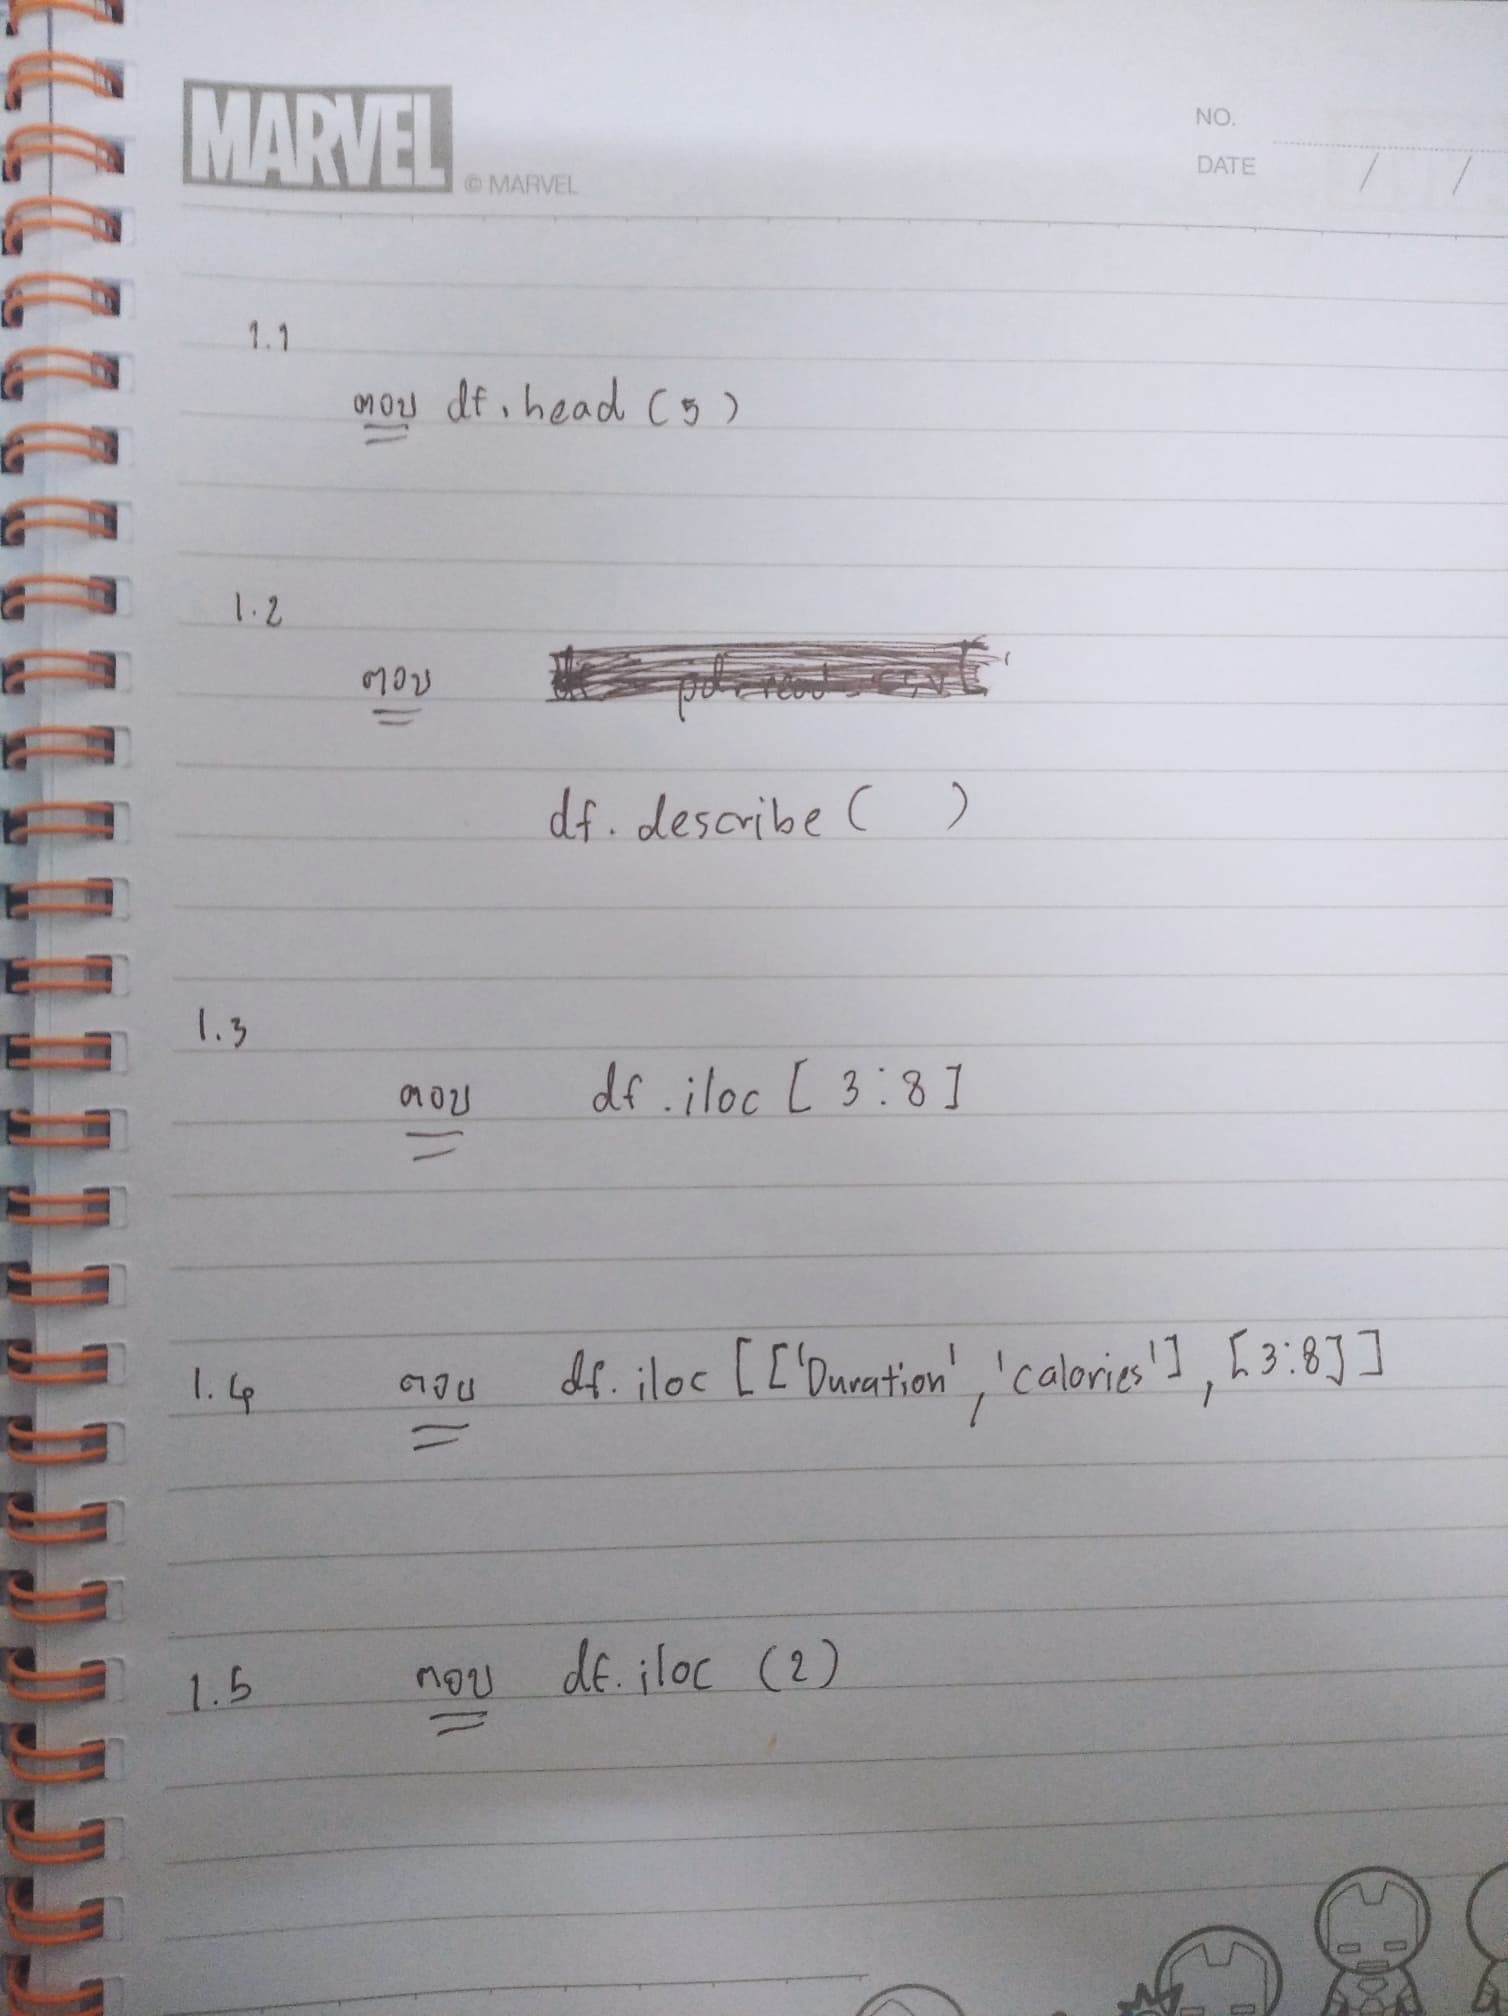 MARVEL
© MARVEL
NO.
DATE / /
1.1
ตอบ df.head (5)
1.2
ตอบ
pd.read_csv('
df.describe ( )
1.3
ตอบ df.iloc [ 3:8 ]
1.4 ตอบ df.iloc [ ['Duration', 'calories'], [3:8] ]
1.5 ตอบ df.iloc (2)